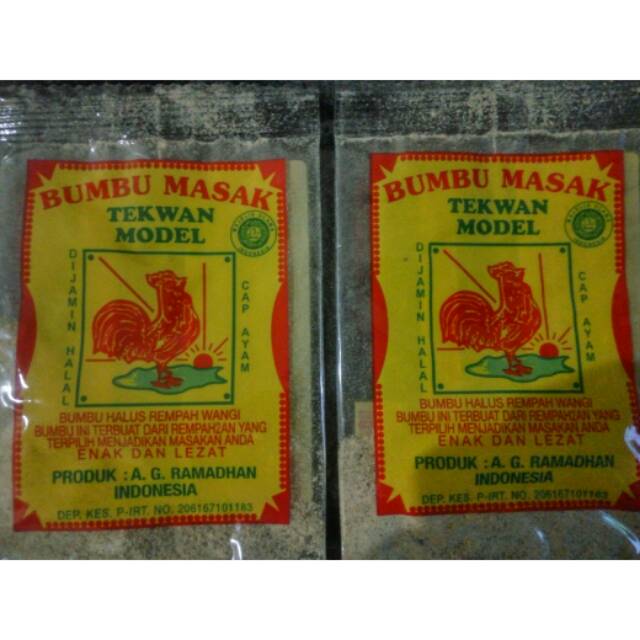 BUMBU MASAK
TEKWAN
MODEL
DIJAMIN HALAL
CAP AYAM
BUMBU HALUS REMPAH WANGI
BUMBU INI TERBUAT DARI REMPAH2AN YANG
TERPILIH MENJADIKAN MASAKAN ANDA
ENAK DAN LEZAT
PRODUK : A. G. RAMADHAN
INDONESIA
DEP. KES. P-IRT. NO. 206167101163
BUMBU MASAK
TEKWAN
MODEL
DIJAMIN HALAL
CAP AYAM
BUMBU HALUS REMPAH WANGI
BUMBU INI TERBUAT DARI REMPAH2AN YANG
TERPILIH MENJADIKAN MASAKAN ANDA
ENAK DAN LEZAT
PRODUK : A. G. RAMADHAN
INDONESIA
DEP. KES. P-IRT. NO. 206167101163